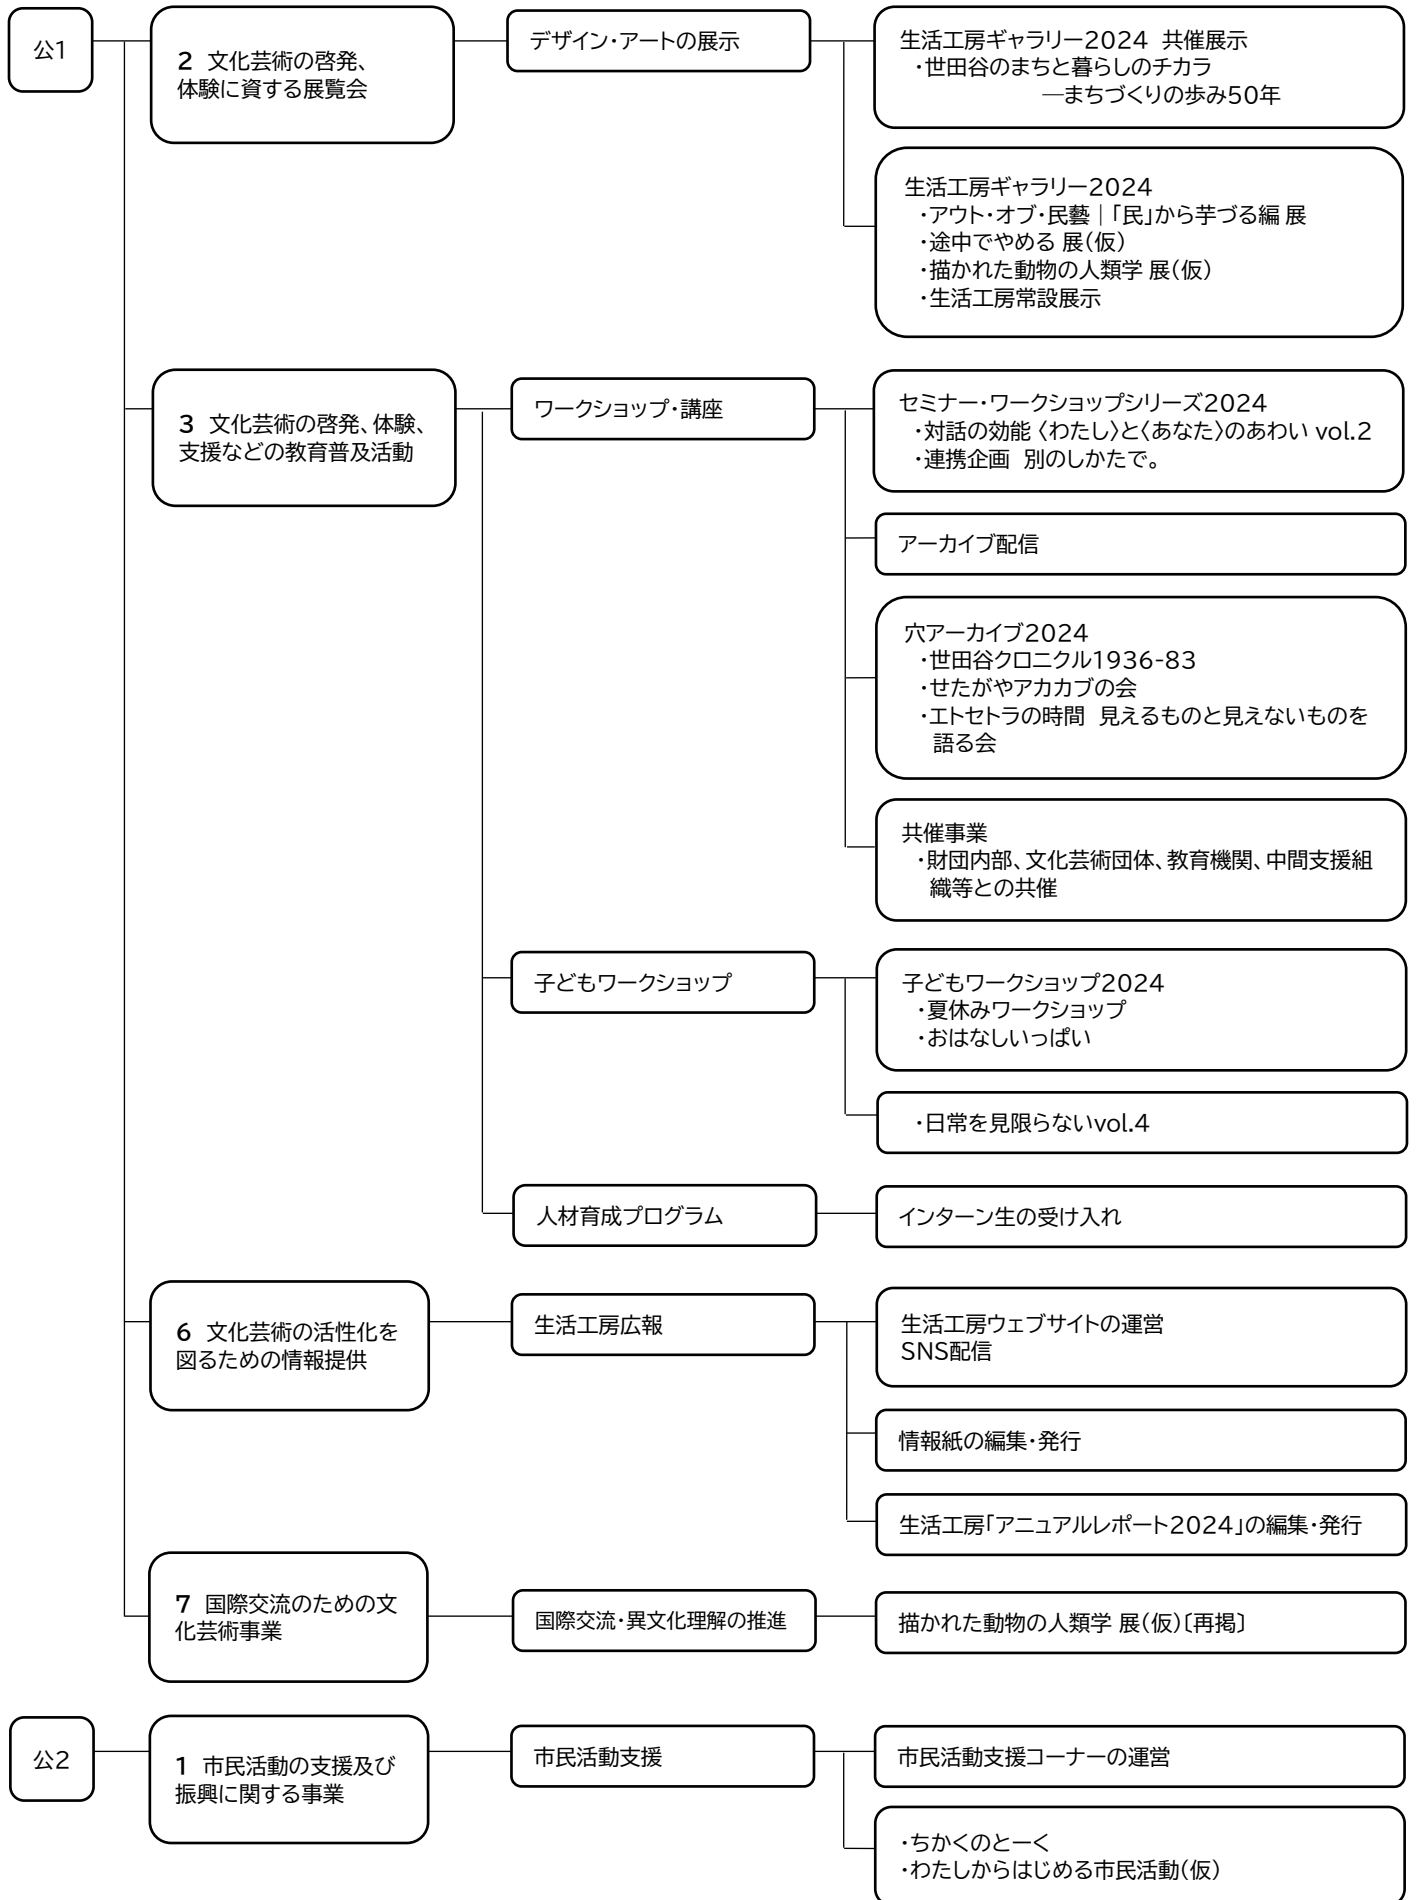 公1
2 文化芸術の啓発、
体験に資する展覧会
デザイン・アートの展示
生活工房ギャラリー2024 共催展示
・世田谷のまちと暮らしのチカラ
―まちづくりの歩み50年
生活工房ギャラリー2024
・アウト・オブ・民藝｜「民」から芋づる編 展
・途中でやめる 展（仮）
・描かれた動物の人類学 展（仮）
・生活工房常設展示
3 文化芸術の啓発、体験、
支援などの教育普及活動
ワークショップ・講座
セミナー・ワークショップシリーズ2024
・対話の効能 〈わたし〉と〈あなた〉のあわい vol.2
・連携企画 別のしかたで。
アーカイブ配信
穴アーカイブ2024
・世田谷クロニクル1936-83
・せたがやアカカブの会
・エトセトラの時間 見えるものと見えないものを
語る会
共催事業
・財団内部、文化芸術団体、教育機関、中間支援組
織等との共催
子どもワークショップ
子どもワークショップ2024
・夏休みワークショップ
・おはなしいっぱい
・日常を見限らないvol.4
人材育成プログラム
インターン生の受け入れ
6 文化芸術の活性化を
図るための情報提供
生活工房広報
生活工房ウェブサイトの運営
SNS配信
情報紙の編集・発行
生活工房「アニュアルレポート2024」の編集・発行
7 国際交流のための文
化芸術事業
国際交流・異文化理解の推進
描かれた動物の人類学 展（仮）〔再掲〕
公2
1 市民活動の支援及び
振興に関する事業
市民活動支援
市民活動支援コーナーの運営
・ちかくのとーく
・わたしからはじめる市民活動（仮）